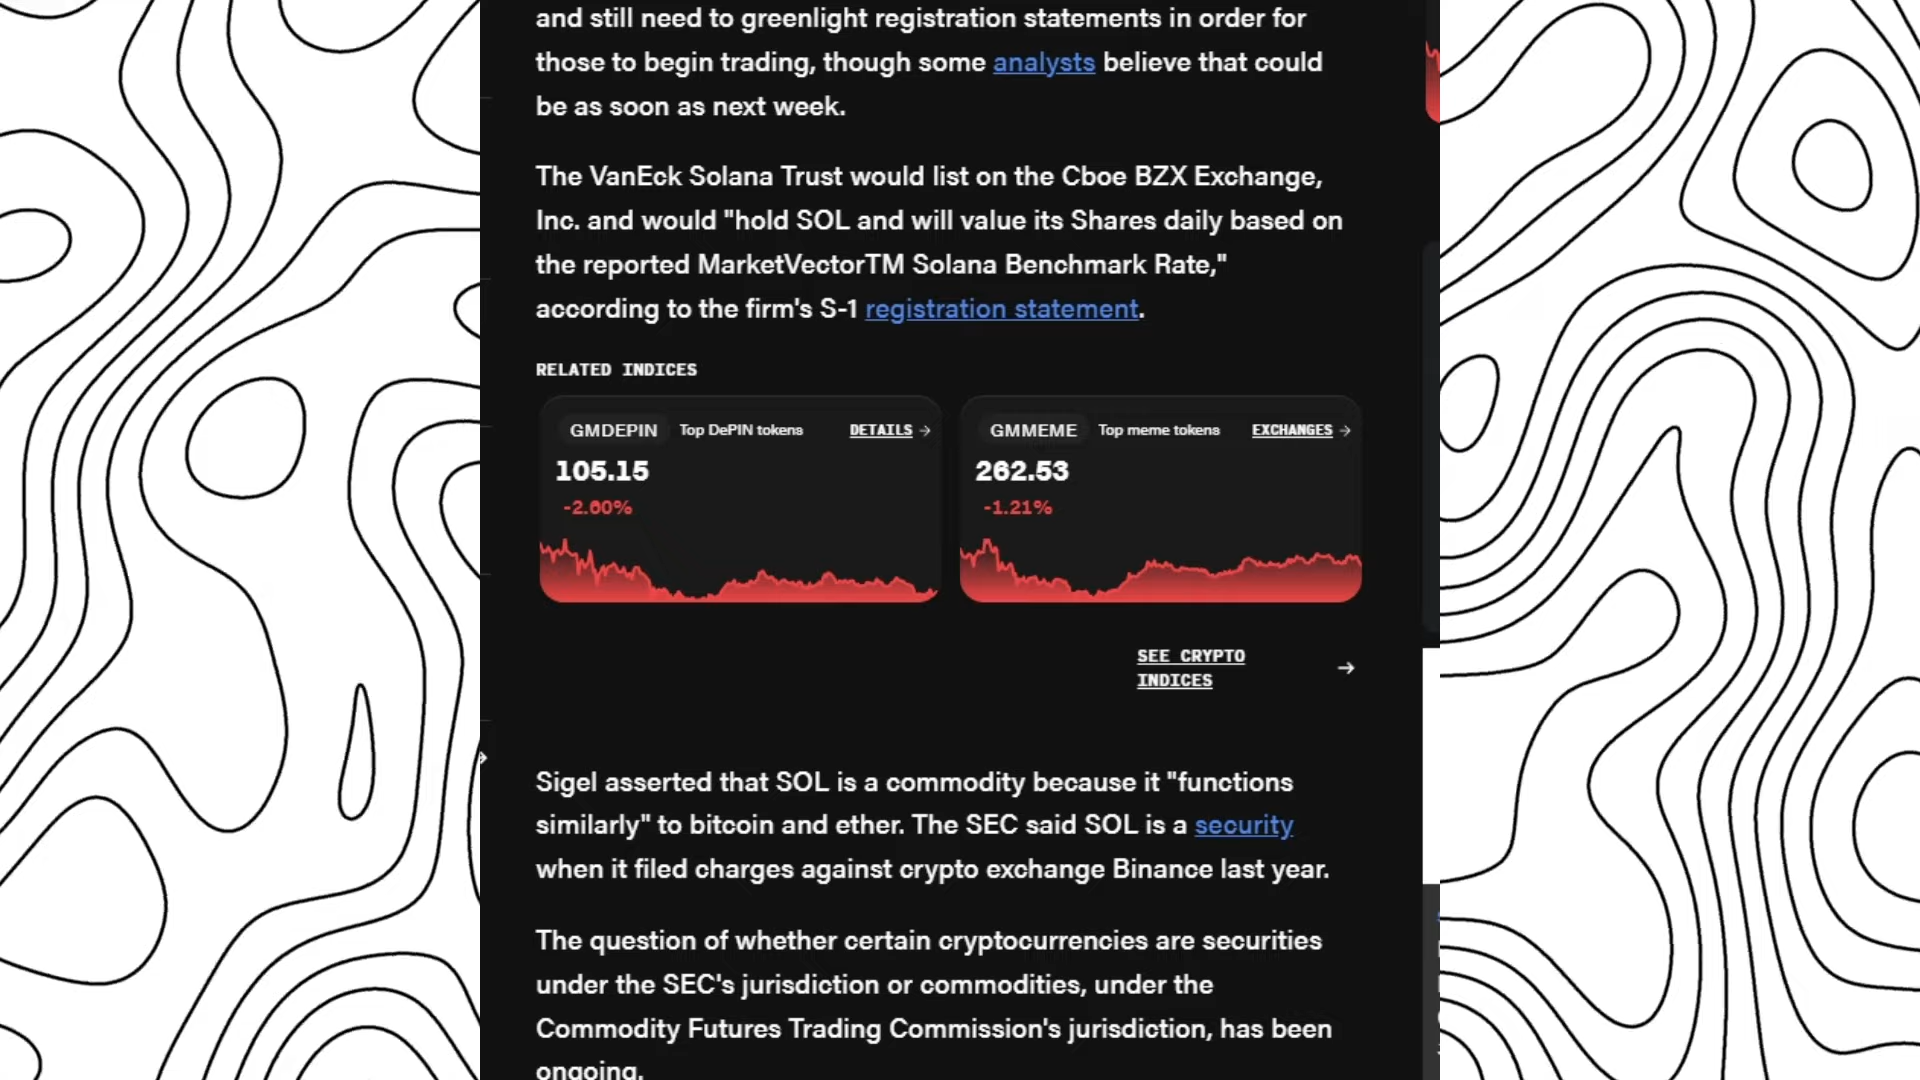 and still need to greenlight registration statements in order for
those to begin trading, though some analysts believe that could
be as soon as next week.
The VanEck Solana Trust would list on the Cboe BZX Exchange,
Inc. and would "hold SOL and will value its Shares daily based on
the reported MarketVectorTM Solana Benchmark Rate,"
according to the firm's S-1 registration statement.
RELATED INDICES
GMDEPIN Top DePIN tokens DETAILS →
105.15
-2.60%
GMMEME Top meme tokens EXCHANGES →
262.53
-1.21%
SEE CRYPTO
INDICES →
Sigel asserted that SOL is a commodity because it "functions
similarly" to bitcoin and ether. The SEC said SOL is a security
when it filed charges against crypto exchange Binance last year.
The question of whether certain cryptocurrencies are securities
under the SEC's jurisdiction or commodities, under the
Commodity Futures Trading Commission's jurisdiction, has been
ongoing.